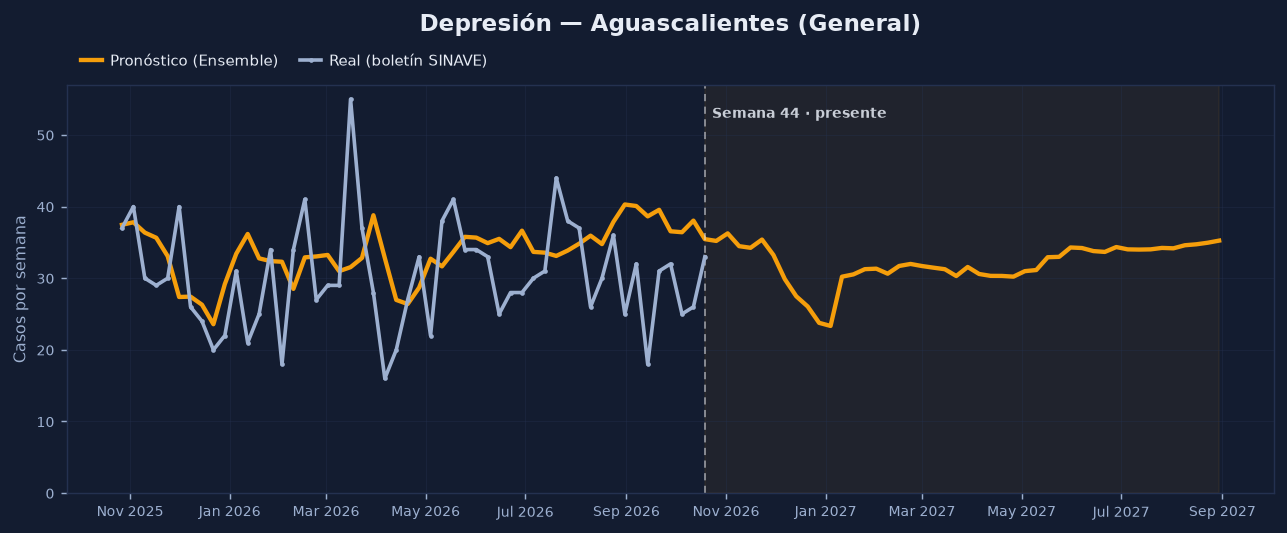 Depresión — Aguascalientes (General)
Pronóstico (Ensemble) Real (boletín SINAVE)
Semana 44 · presente
Casos por semana
50
40
30
20
10
0
Nov 2025 Jan 2026 Mar 2026 May 2026 Jul 2026 Sep 2026 Nov 2026 Jan 2027 Mar 2027 May 2027 Jul 2027 Sep 2027